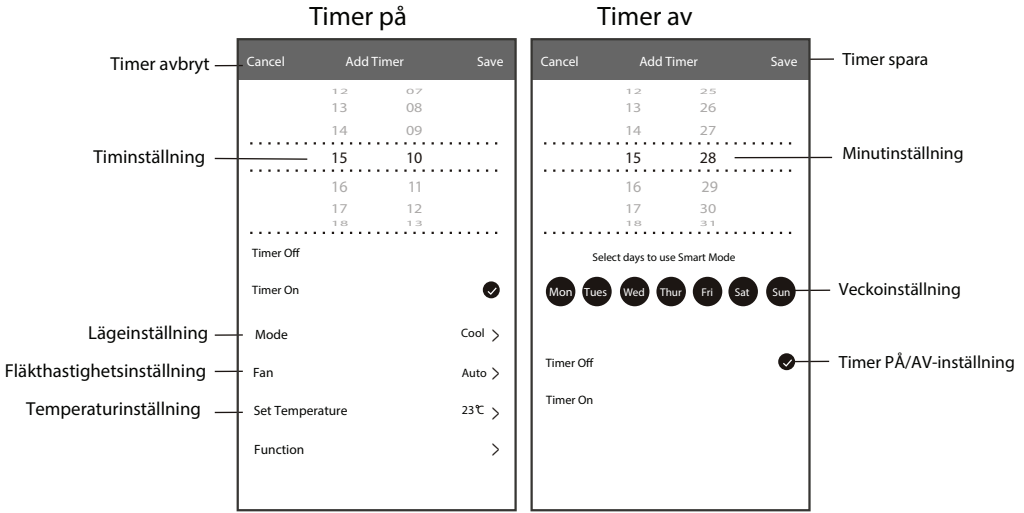 Timer på
Timer av
Timer avbryt
Cancel Add Timer Save
12 07
13 08
14 09
Timinställning
15 10
16 11
17 12
18 13
Timer Off
Timer On
Lägeinställning
Mode Cool >
Fläkthastighetsinställning
Fan Auto >
Temperaturinställning
Set Temperature 23℃ >
Function >
Cancel Add Timer Save
Timer spara
12 25
13 26
14 27
15 28
Minutinställning
16 29
17 30
18 31
Select days to use Smart Mode
Mon Tues Wed Thur Fri Sat Sun
Veckoinställning
Timer Off
Timer PÅ/AV-inställning
Timer On